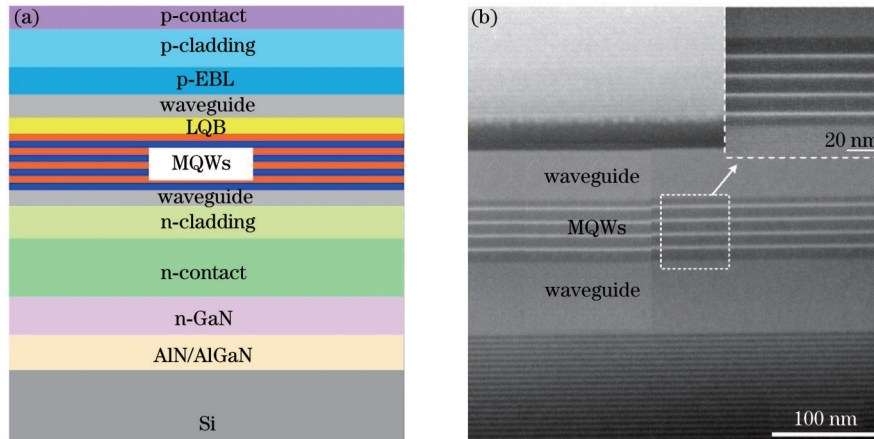 (a)
p-contact
p-cladding
p-EBL
waveguide
LQB
MQWs
waveguide
n-cladding
n-contact
n-GaN
AlN/AlGaN
Si
(b)
20 nm
waveguide
MQWs
waveguide
100 nm